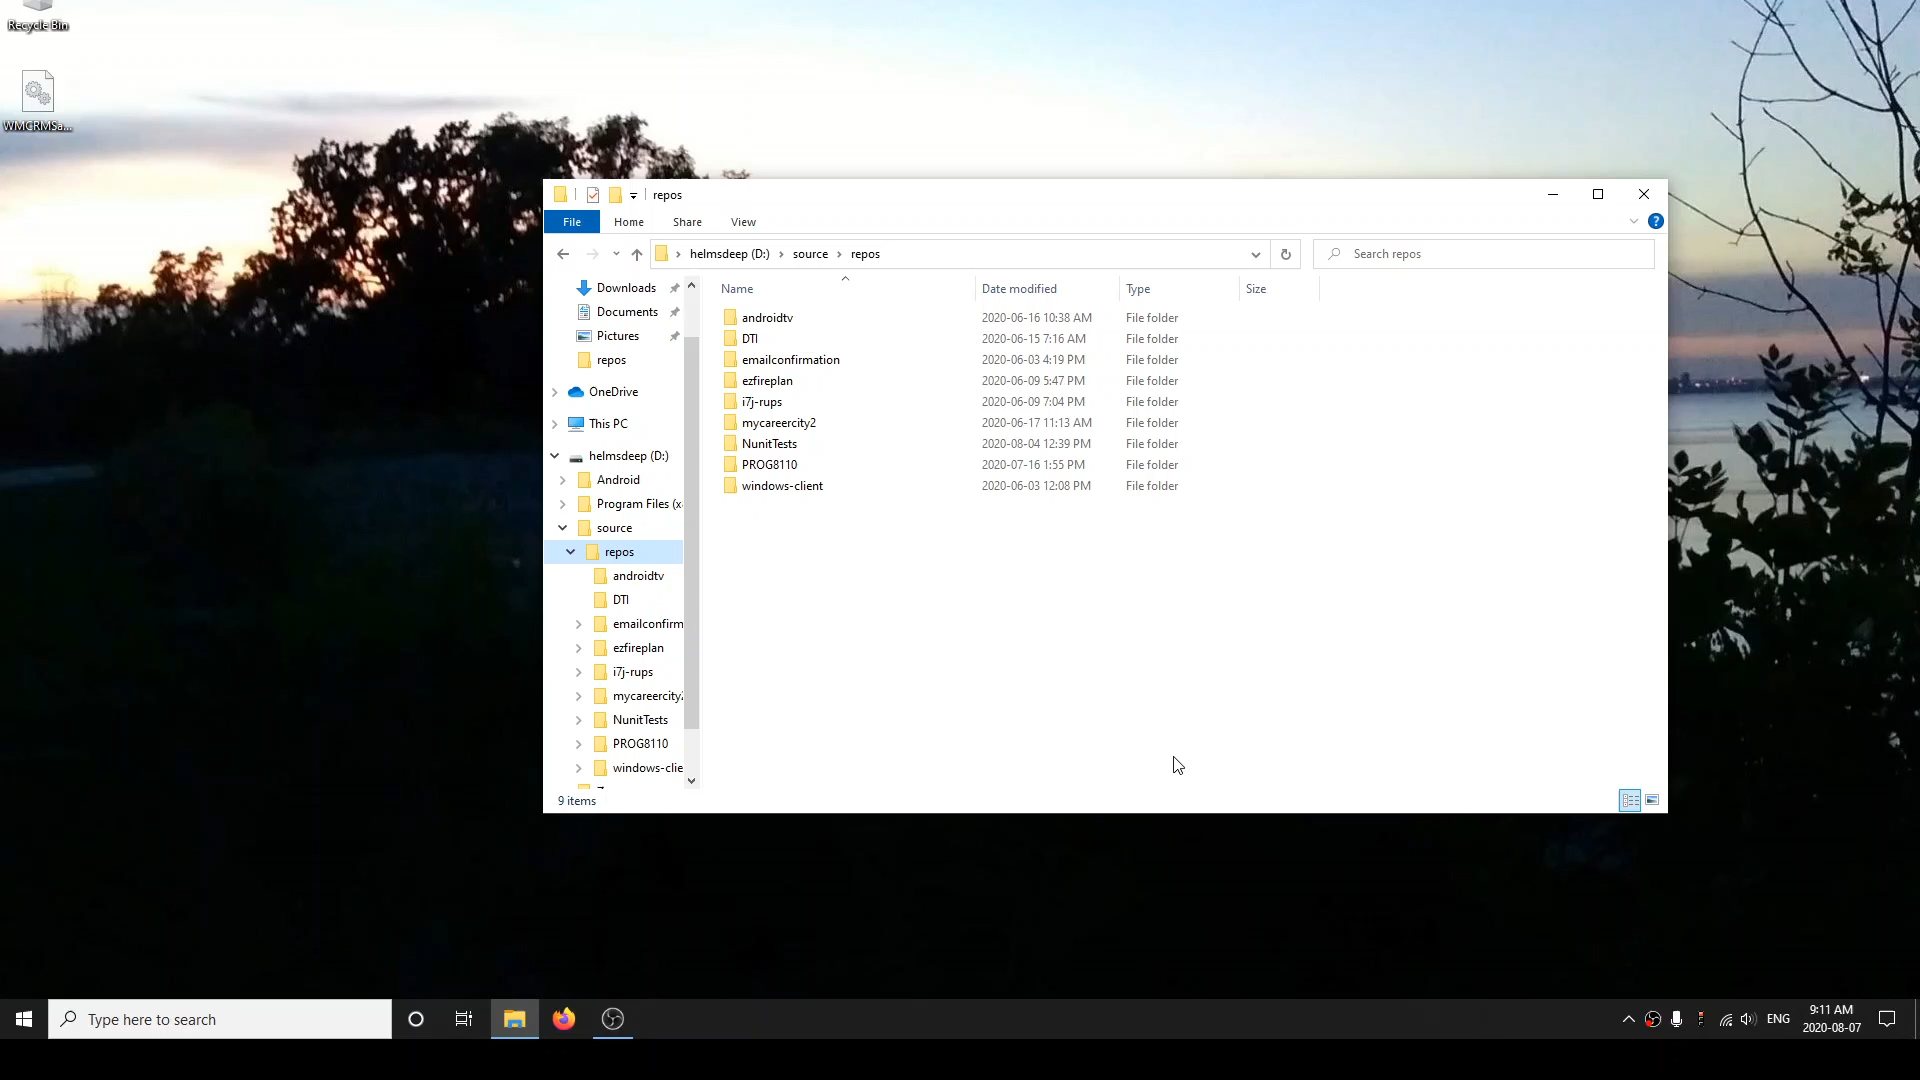 Recycle Bin
WMCRMSa...
repos
File Home Share View
helmsdeep (D:) source repos
Search repos
Name Date modified Type Size
Downloads
Documents
Pictures
repos
OneDrive
This PC
helmsdeep (D:)
Android
Program Files (x
source
repos
androidtv
DTI
emailconfirm
ezfireplan
i7j-rups
mycareercity2
NunitTests
PROG8110
windows-clie
androidtv 2020-06-16 10:38 AM File folder
DTI 2020-06-15 7:16 AM File folder
emailconfirmation 2020-06-03 4:19 PM File folder
ezfireplan 2020-06-09 5:47 PM File folder
i7j-rups 2020-06-09 7:04 PM File folder
mycareercity2 2020-06-17 11:13 AM File folder
NunitTests 2020-08-04 12:39 PM File folder
PROG8110 2020-07-16 1:55 PM File folder
windows-client 2020-06-03 12:08 PM File folder
9 items
Type here to search
ENG
9:11 AM
2020-08-07